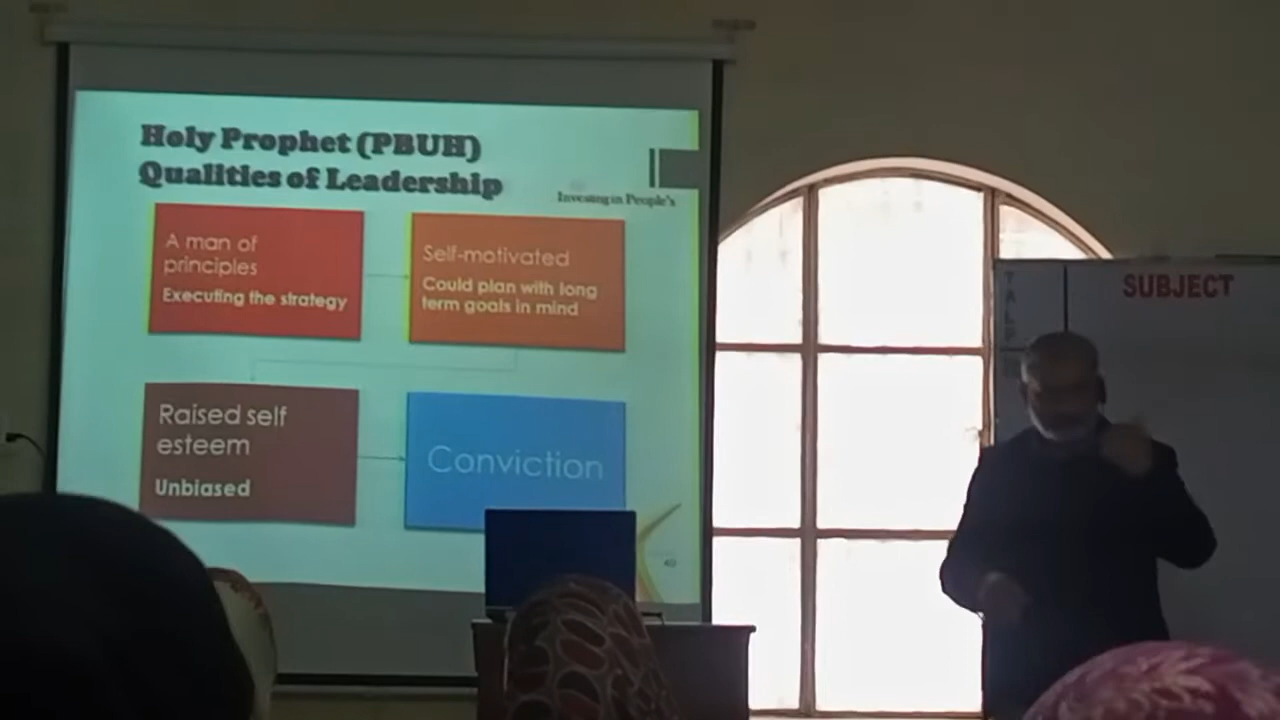 Holy Prophet (PBUH)
Qualities of Leadership
Investing in People's
A man of
principles
Executing the strategy
Self-motivated
Could plan with long
term goals in mind
Raised self
esteem
Unbiased
Conviction
SUBJECT